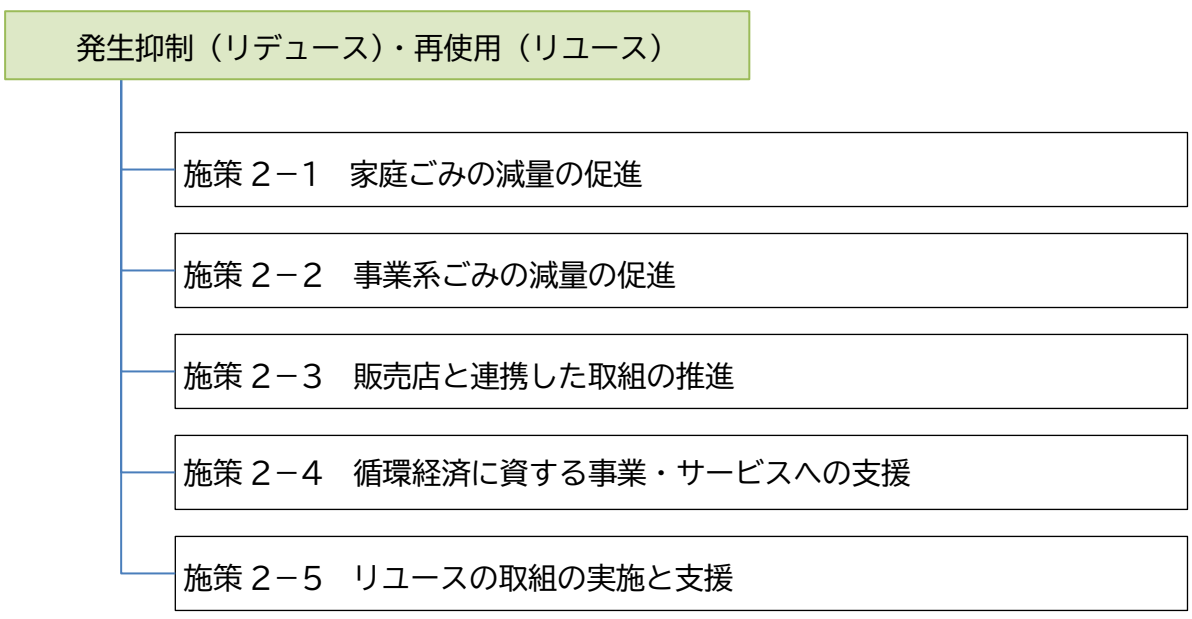 発生抑制（リデュース）・再使用（リユース）
施策２－１　家庭ごみの減量の促進
施策２－２　事業系ごみの減量の促進
施策２－３　販売店と連携した取組の推進
施策２－４　循環経済に資する事業・サービスへの支援
施策２－５　リユースの取組の実施と支援